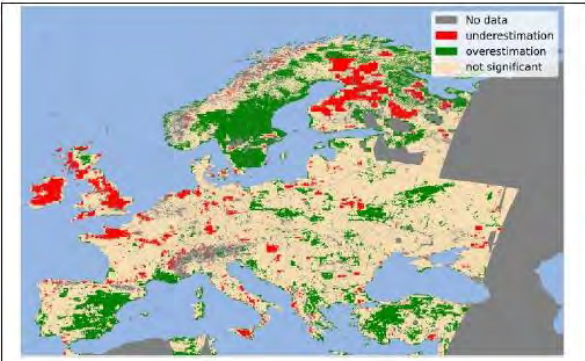 No data
underestimation
overestimation
not significant